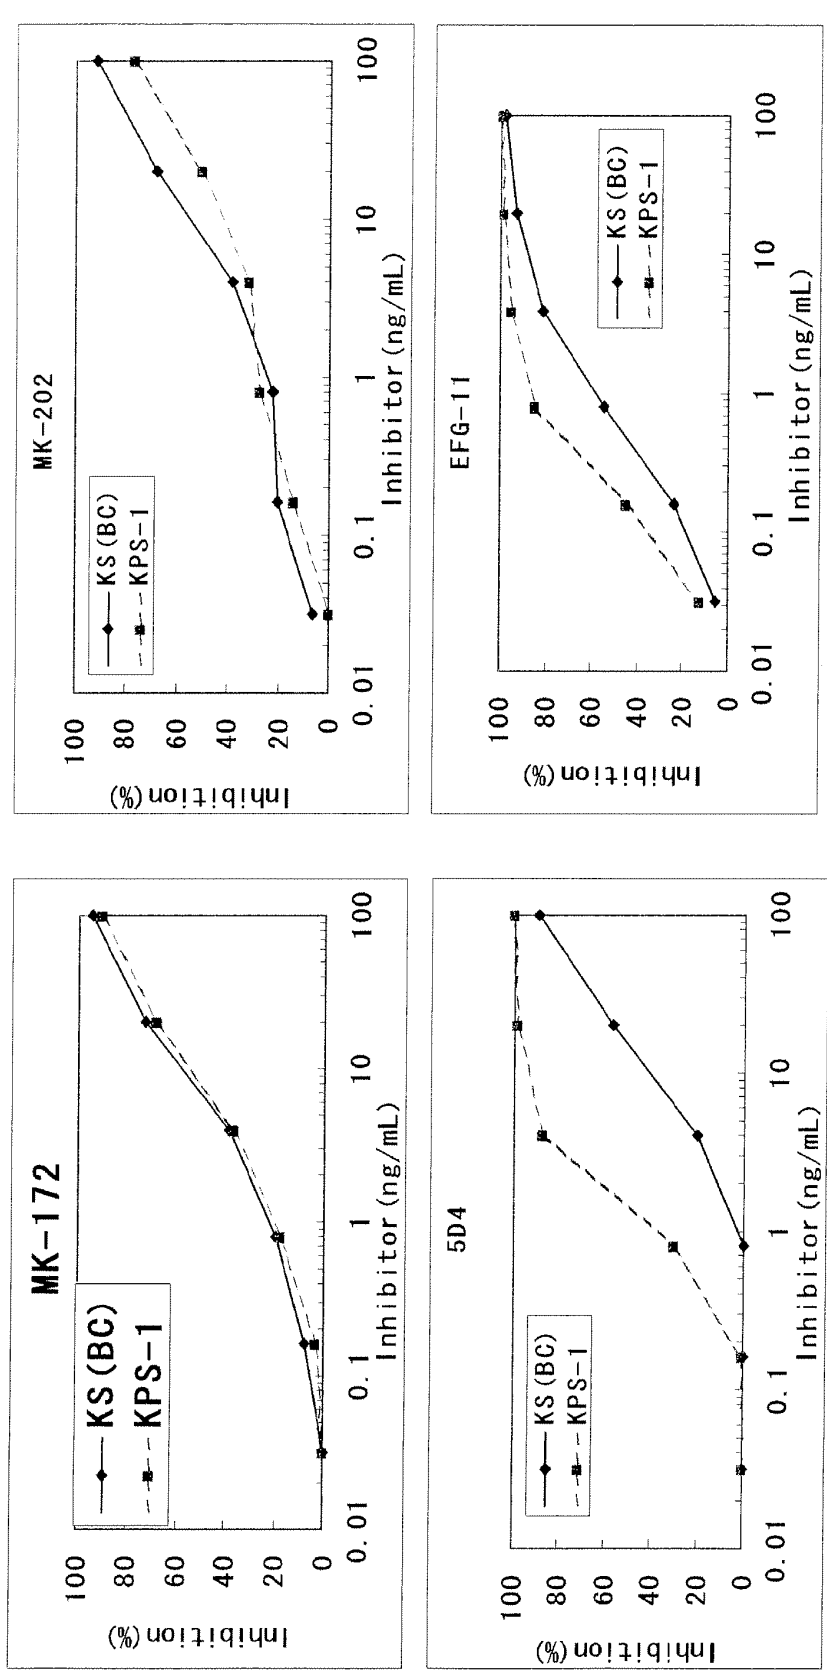 MK-172
KS(BC)
KPS-1
100
80
60
40
20
0
Inhibition(%)
0.01
0.1
1
10
100
Inhibitor(ng/mL)
MK-202
KS(BC)
KPS-1
100
80
60
40
20
0
Inhibition(%)
0.01
0.1
1
10
100
Inhibitor(ng/mL)
5D4
KS(BC)
KPS-1
100
80
60
40
20
0
Inhibition(%)
0.01
0.1
1
10
100
Inhibitor(ng/mL)
EFG-11
KS(BC)
KPS-1
100
80
60
40
20
0
Inhibition(%)
0.01
0.1
1
10
100
Inhibitor(ng/mL)